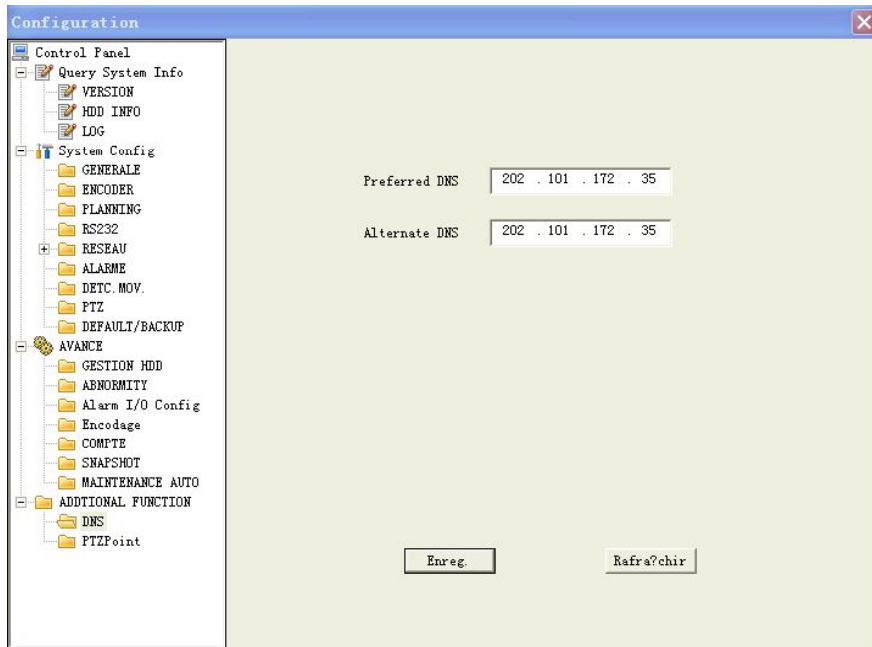 Configuration
Control Panel
Query System Info
VERSION
HDD INFO
LOG
System Config
GENERALE
ENCODER
PLANNING
RS232
RESEAU
ALARME
DETC. MOV.
PTZ
DEFAULT/BACKUP
AVANCE
GESTION HDD
ABNORMITY
Alarm I/O Config
Encodage
COMPTE
SNAPSHOT
MAINTENANCE AUTO
ADDTIONAL FUNCTION
DNS
PTZPoint
Preferred DNS 202 . 101 . 172 . 35
Alternate DNS 202 . 101 . 172 . 35
Enreg. Rafra?chir